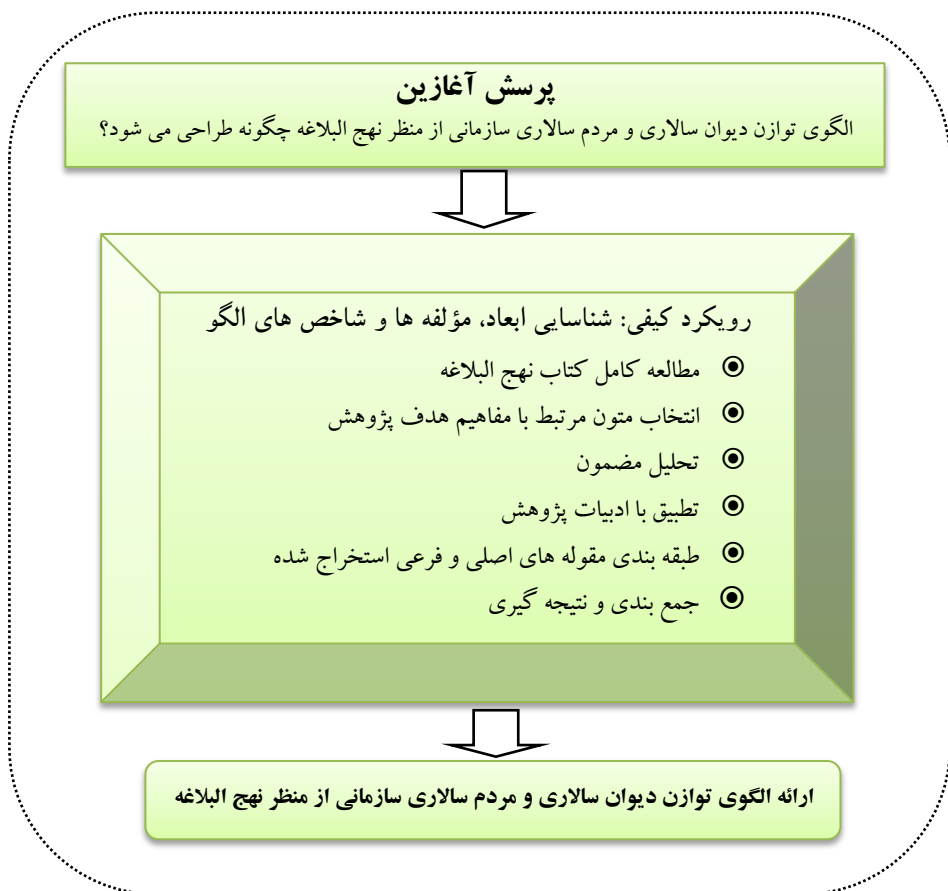 پرسش آغازین
الگوی توازن دیوان سالاری و مردم سالاری سازمانی از منظر نهج البلاغه چگونه طراحی می شود؟
رویکرد کیفی: شناسایی ابعاد، مؤلفه ها و شاخص های الگو
مطالعه کامل کتاب نهج البلاغه
انتخاب متون مرتبط با مفاهیم هدف پژوهش
تحلیل مضمون
تطبیق با ادبیات پژوهش
طبقه بندی مقوله های اصلی و فرعی استخراج شده
جمع بندی و نتیجه گیری
ارائه الگوی توازن دیوان سالاری و مردم سالاری سازمانی از منظر نهج البلاغه